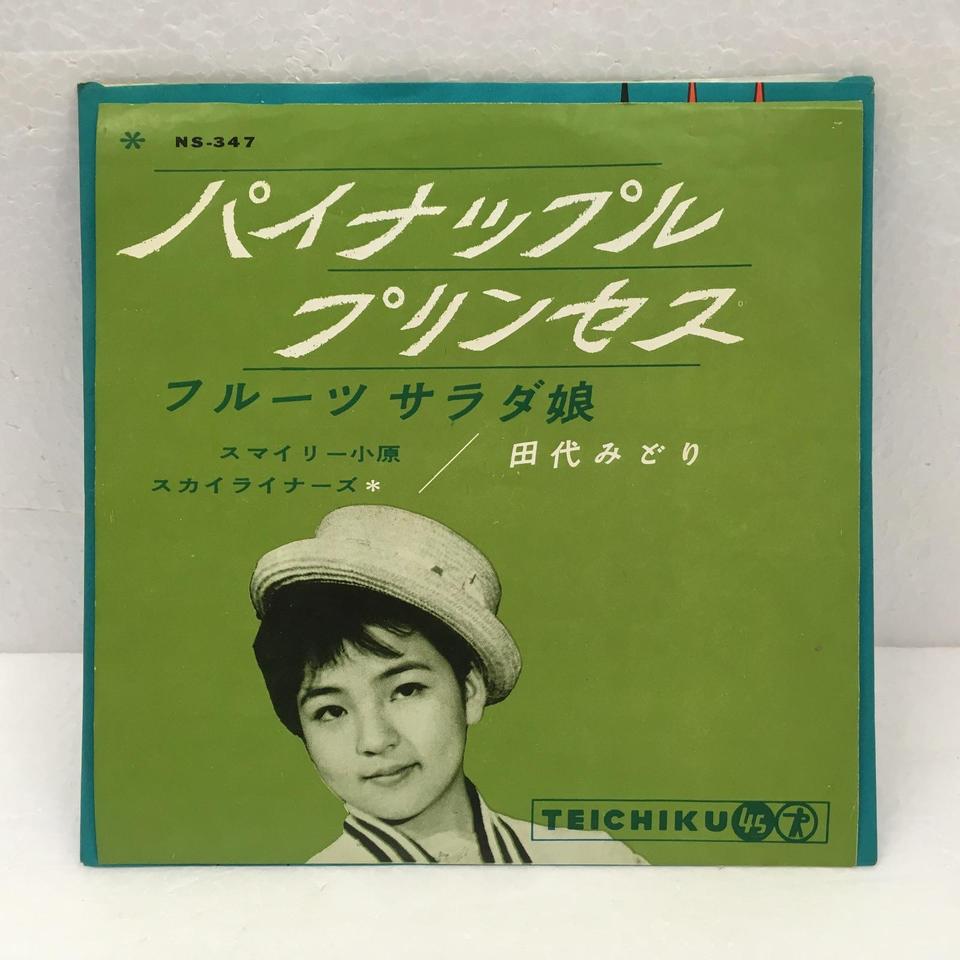 * NS-347
パイナップル
プリンセス
フルーツ サラダ娘
スマイリー小原
スカイライナーズ*
田代みどり
TEICHIKU 45